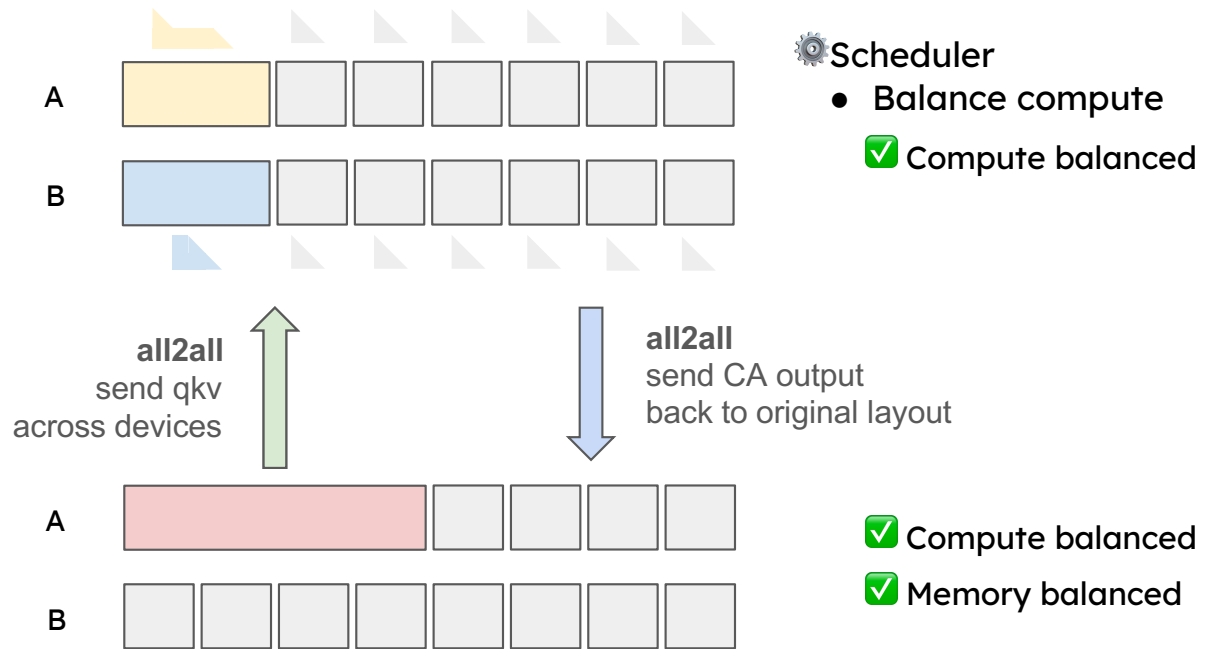 A
B
⚙️Scheduler
● Balance compute
✅ Compute balanced
all2all
send qkv
across devices
all2all
send CA output
back to original layout
A
B
✅ Compute balanced
✅ Memory balanced